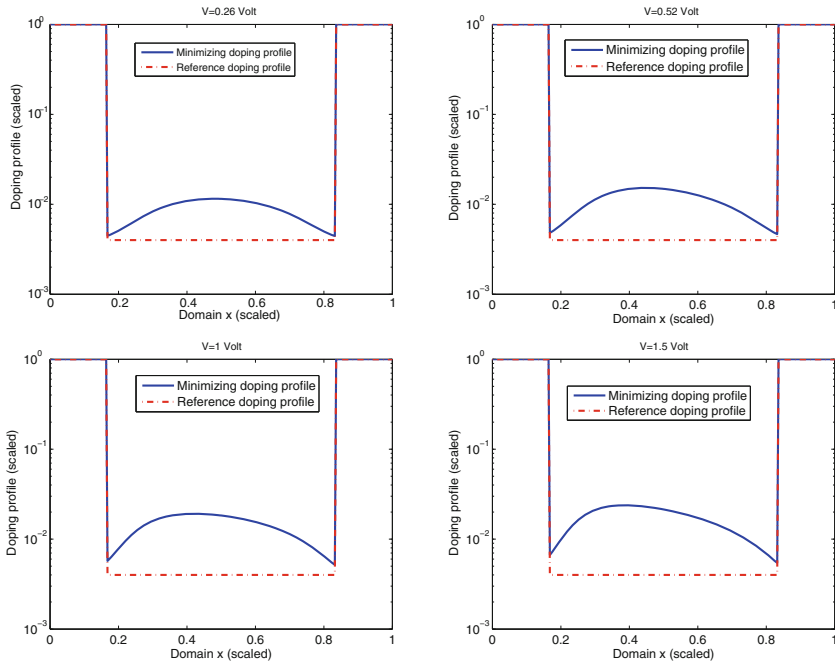 V=0.26 Volt
10^0
10^-1
10^-2
10^-3
Doping profile (scaled)
Minimizing doping profile
Reference doping profile
0 0.2 0.4 0.6 0.8 1
Domain x (scaled)
V=0.52 Volt
10^0
10^-1
10^-2
10^-3
Doping profile (scaled)
Minimizing doping profile
Reference doping profile
0 0.2 0.4 0.6 0.8 1
Domain x (scaled)
V=1 Volt
10^0
10^-1
10^-2
10^-3
Doping profile (scaled)
Minimizing doping profile
Reference doping profile
0 0.2 0.4 0.6 0.8 1
Domain x (scaled)
V=1.5 Volt
10^0
10^-1
10^-2
10^-3
Doping profile (scaled)
Minimizing doping profile
Reference doping profile
0 0.2 0.4 0.6 0.8 1
Domain x (scaled)